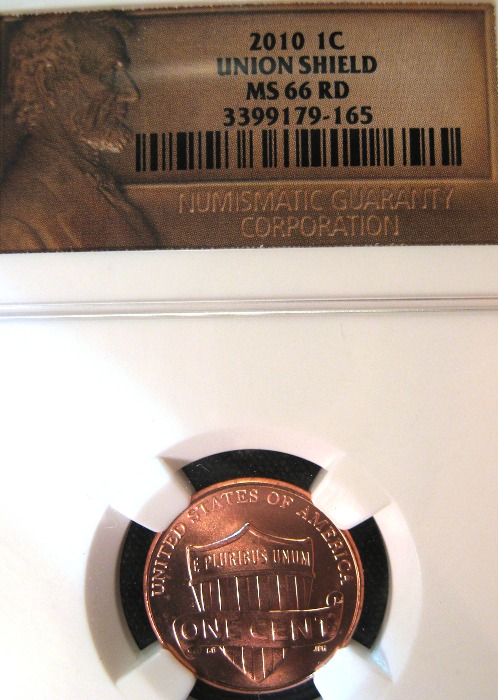 2010 1C
UNION SHIELD
MS 66 RD
3399179-165
NUMISMATIC GUARANTY
CORPORATION
UNITED STATES OF AMERICA
E PLURIBUS UNUM
ONE CENT